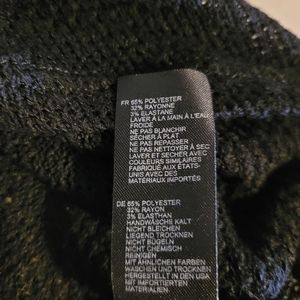 FR 65% POLYESTER
32% RAYONNE
3% ELASTANE
LAVER À LA MAIN À L'EAU
FROIDE
NE PAS BLANCHIR
SÉCHER À PLAT
NE PAS REPASSER
NE PAS NETTOYER À SEC
LAVER ET SÉCHER AVEC
COULEURS SIMILAIRES
FABRIQUÉ AUX ÉTATS-
UNIS AVEC DES
MATÉRIAUX IMPORTÉS
DE 65% POLYESTER
32% RAYON
3% ELASTHAN
HANDWÄSCHE KALT
NICHT BLEICHEN
LIEGEND TROCKNEN
NICHT BÜGELN
NICHT CHEMISCH
REINIGEN
MIT ÄHNLICHEN FARBEN
WASCHEN UND TROCKNEN
HERGESTELLT IN DEN USA
MIT IMPORTIERTEN
MATERIALIEN